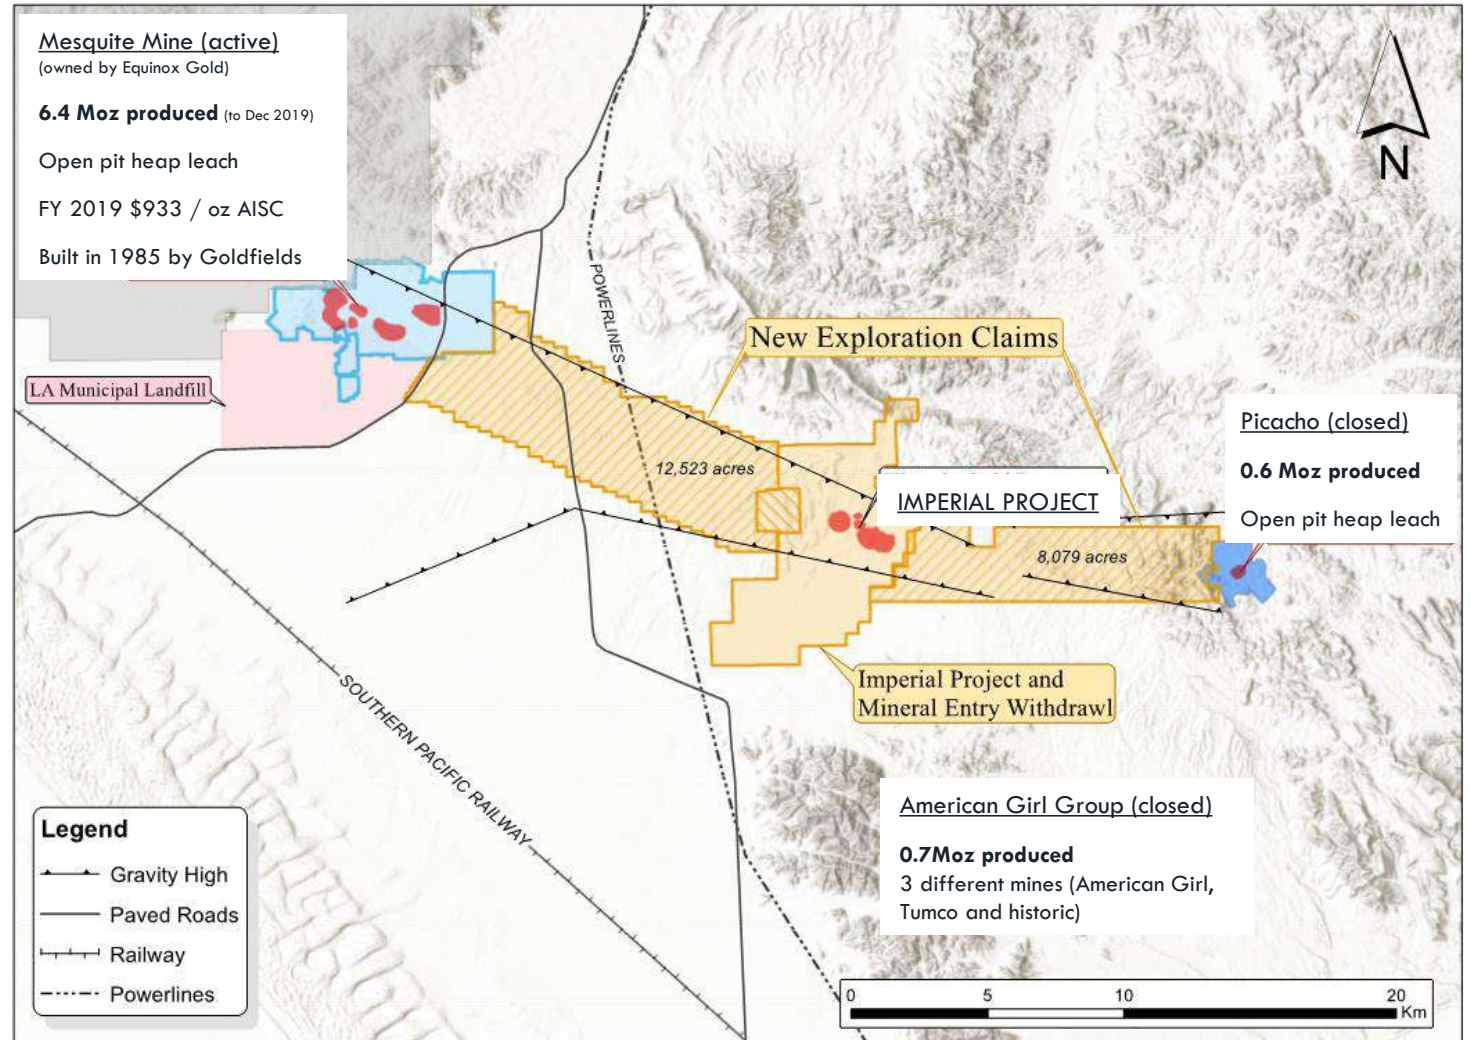 Mesquite Mine (active)
(owned by Equinox Gold)
6.4 Moz produced (to Dec 2019)
Open pit heap leach
FY 2019 $933 / oz AISC
Built in 1985 by Goldfields
N
POWERLINES
New Exploration Claims
LA Municipal Landfill
12,523 acres
IMPERIAL PROJECT
Picacho (closed)
0.6 Moz produced
Open pit heap leach
8,079 acres
Imperial Project and
Mineral Entry Withdrawl
SOUTHERN PACIFIC RAILWAY
American Girl Group (closed)
0.7Moz produced
3 different mines (American Girl,
Tumco and historic)
Legend
Gravity High
Paved Roads
Railway
Powerlines
0 5 10 20
Km